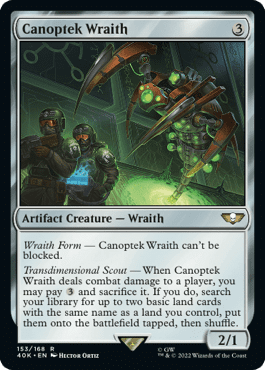 Canoptek Wraith 3
Artifact Creature — Wraith
Wraith Form — Canoptek Wraith can't be
blocked.
Transdimensional Scout — When Canoptek
Wraith deals combat damage to a player, you
may pay 3 and sacrifice it. If you do, search
your library for up to two basic land cards
with the same name as a land you control, put
them onto the battlefield tapped, then shuffle.
2/1
153/168 R
40K • EN Hector Ortiz
© GW
™ & © 2022 Wizards of the Coast